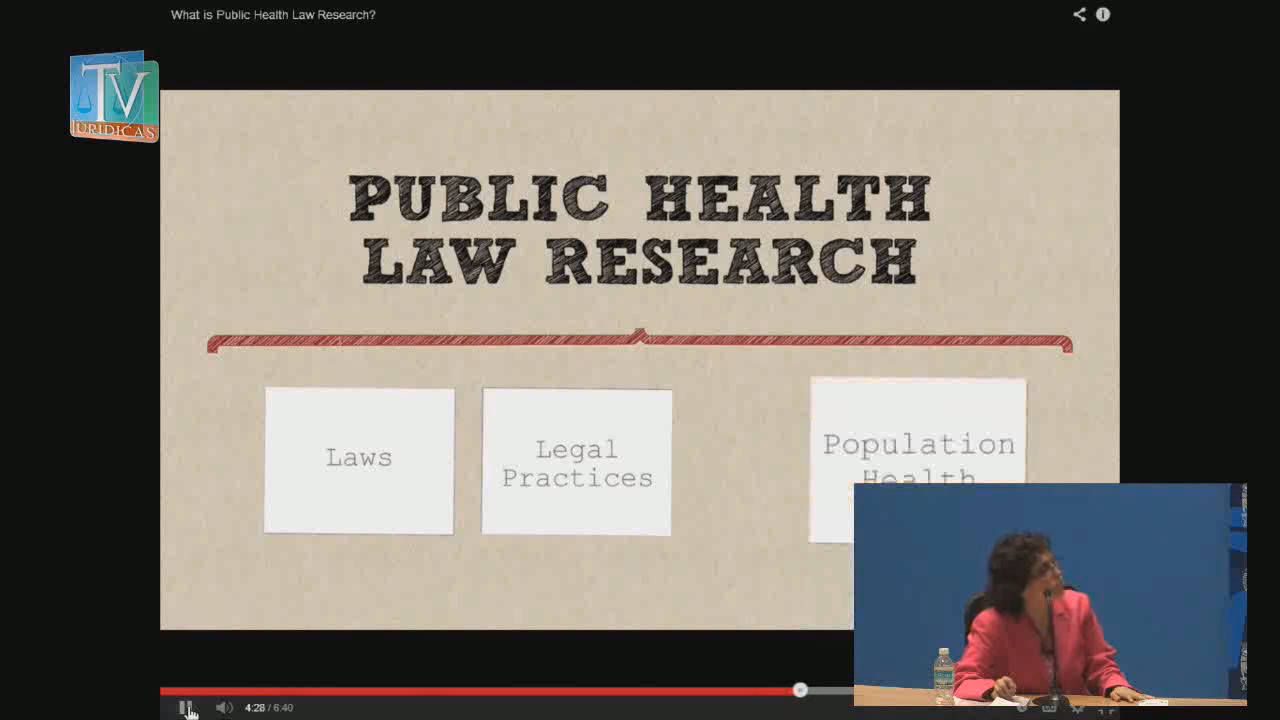 What is Public Health Law Research?
TV
JURIDICAS
PUBLIC HEALTH
LAW RESEARCH
Laws
Legal
Practices
Population
Health
4:28 / 6:40